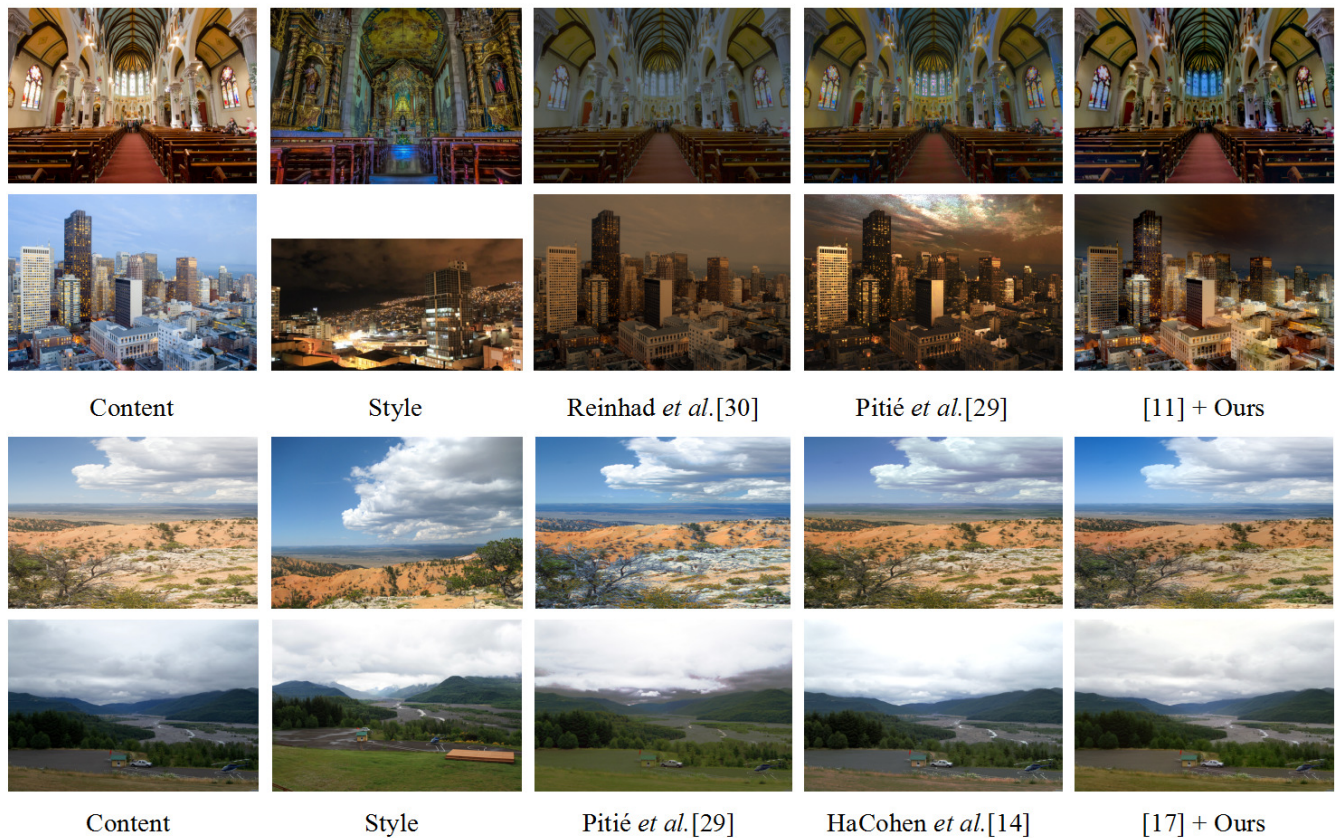 Content Style Reinhad et al.[30] Pitié et al.[29] [11] + Ours
Content Style Pitié et al.[29] HaCohen et al.[14] [17] + Ours